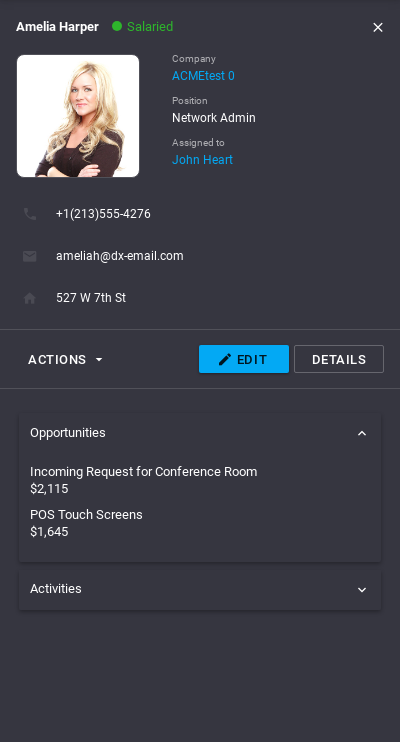 Amelia Harper Salaried
Company
ACMEtest 0
Position
Network Admin
Assigned to
John Heart
+1(213)555-4276
ameliah@dx-email.com
527 W 7th St
ACTIONS EDIT DETAILS
Opportunities
Incoming Request for Conference Room
$2,115
POS Touch Screens
$1,645
Activities